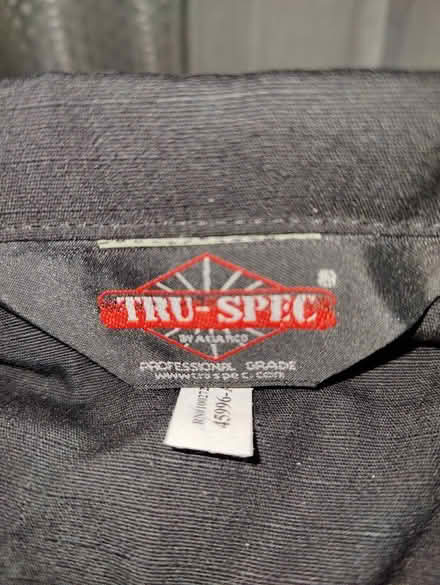 TRU-SPEC ®
BY ATLANCO
PROFESSIONAL GRADE
www.truspec.com
45996-